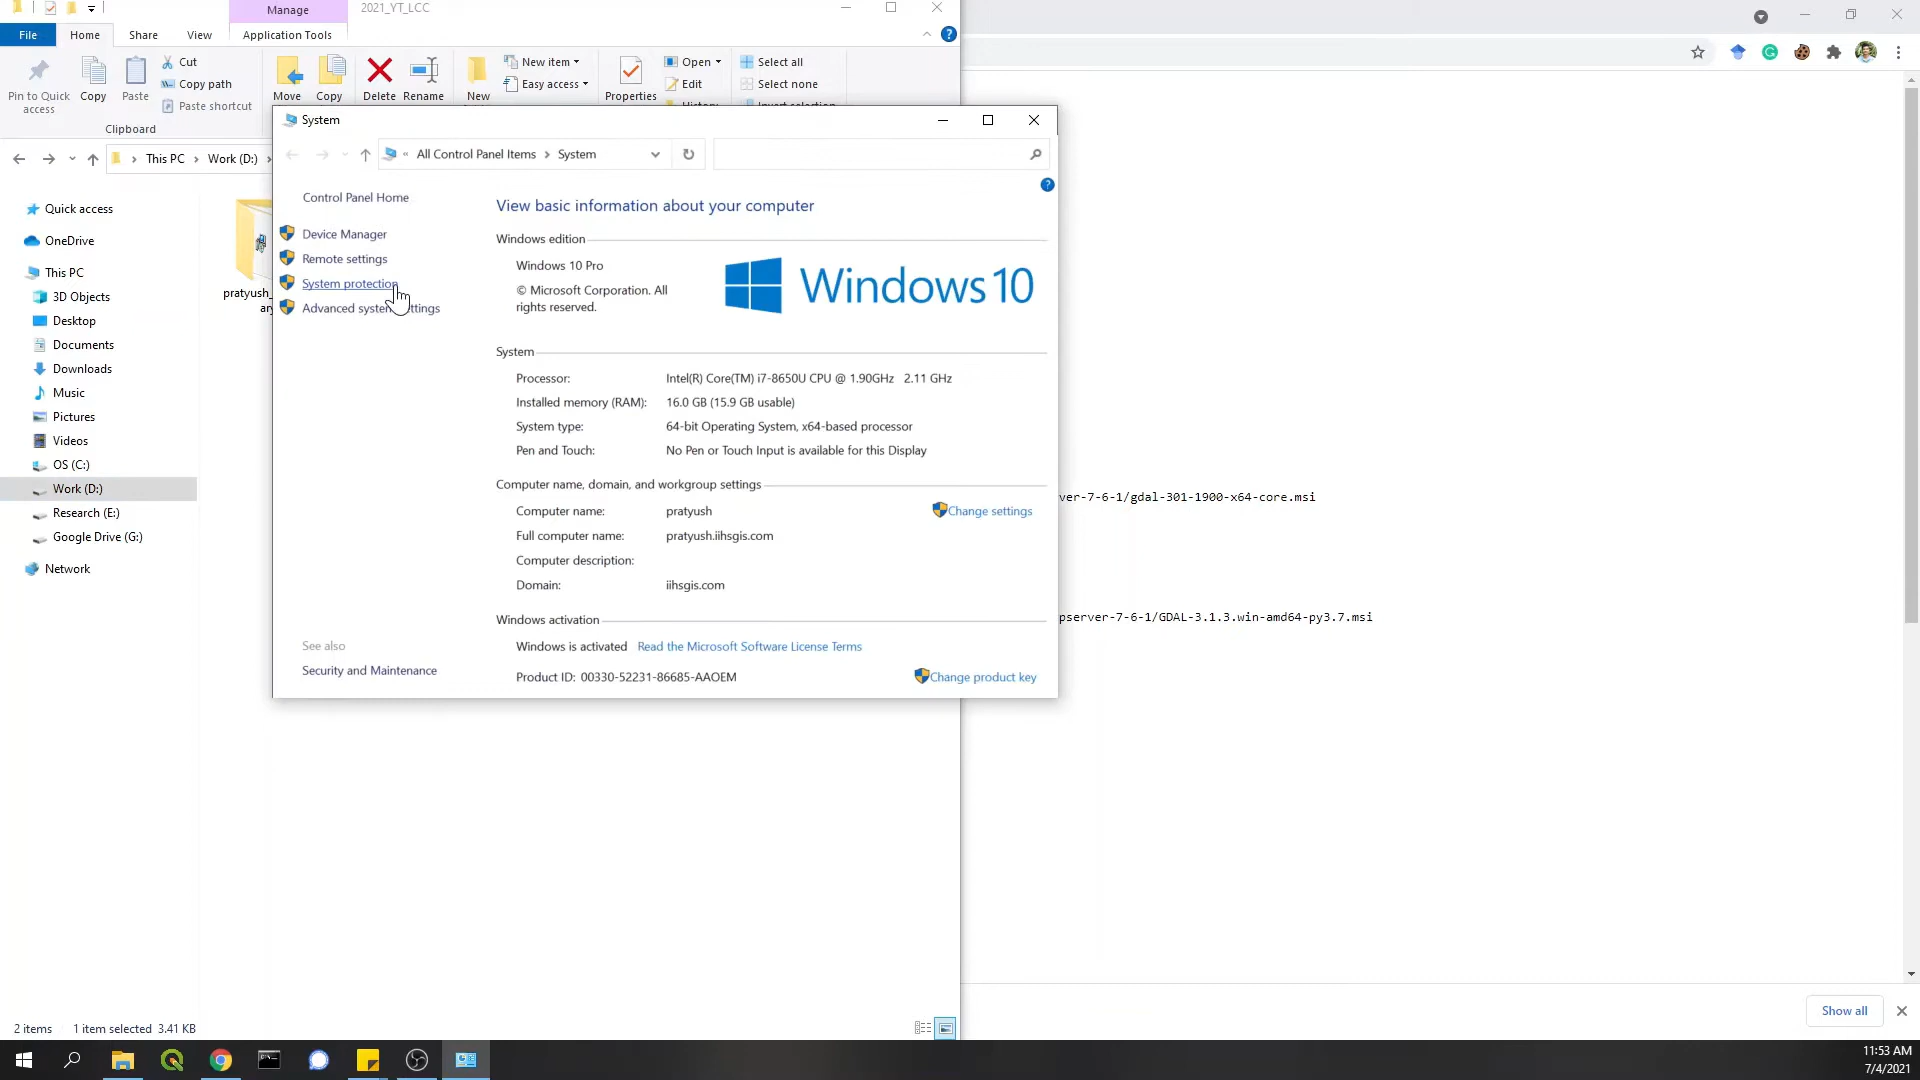 Manage
2021_YT_LCC
File
Home
Share
View
Application Tools
Pin to Quick
access
Copy
Paste
Cut
Copy path
Paste shortcut
Clipboard
Move
Copy
Delete
Rename
New
New item
Easy access
Properties
Open
Edit
History
Select all
Select none
Invert selection
This PC
Work (D:)
Quick access
OneDrive
This PC
3D Objects
Desktop
Documents
Downloads
Music
Pictures
Videos
OS (C:)
Work (D:)
Research (E:)
Google Drive (G:)
Network
pratyush_
ary
System
« All Control Panel Items > System
Control Panel Home
Device Manager
Remote settings
System protection
Advanced system settings
See also
Security and Maintenance
View basic information about your computer
Windows edition
Windows 10 Pro
© Microsoft Corporation. All
rights reserved.
Windows 10
System
Processor: Intel(R) Core(TM) i7-8650U CPU @ 1.90GHz 2.11 GHz
Installed memory (RAM): 16.0 GB (15.9 GB usable)
System type: 64-bit Operating System, x64-based processor
Pen and Touch: No Pen or Touch Input is available for this Display
Computer name, domain, and workgroup settings
Computer name: pratyush
Change settings
Full computer name: pratyush.iihsgis.com
Computer description:
Domain: iihsgis.com
Windows activation
Windows is activated Read the Microsoft Software License Terms
Product ID: 00330-52231-86685-AAOEM
Change product key
ver-7-6-1/gdal-301-1900-x64-core.msi
pserver-7-6-1/GDAL-3.1.3.win-amd64-py3.7.msi
Show all
2 items 1 item selected 3.41 KB
11:53 AM
7/4/2021